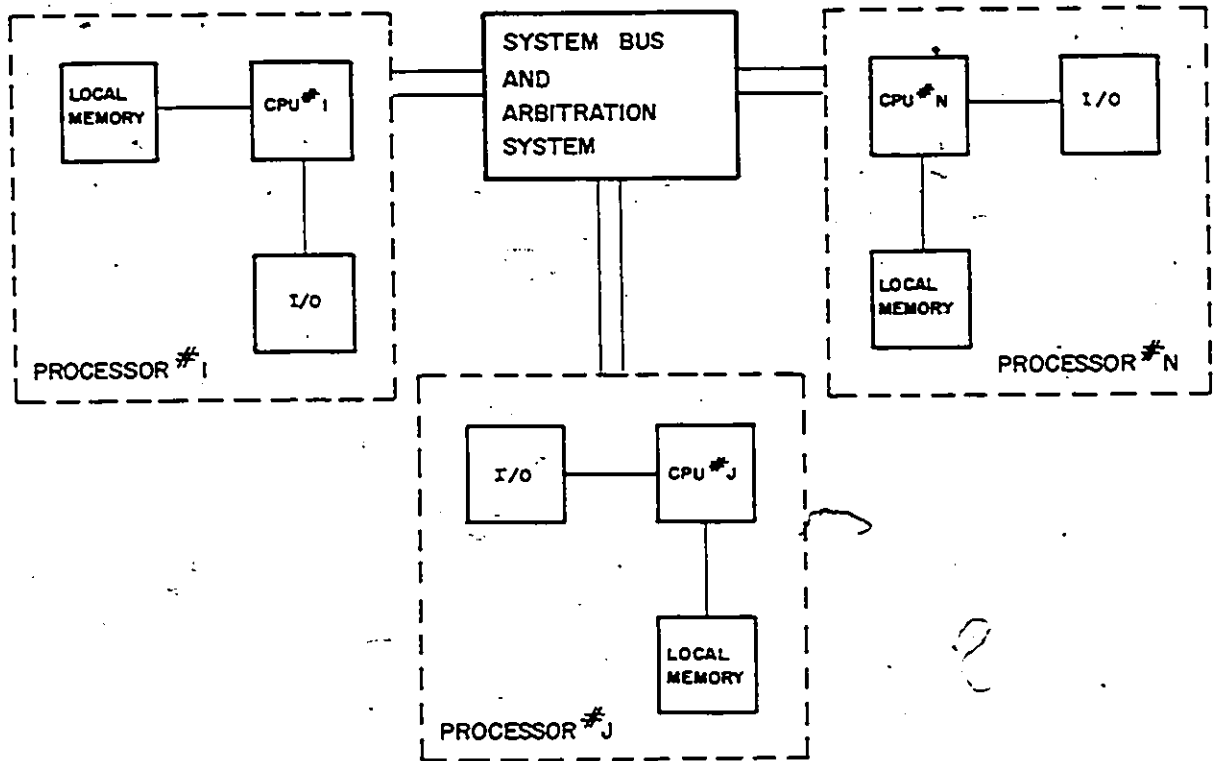 LOCAL
MEMORY
CPU #1
I/O
PROCESSOR #1
SYSTEM BUS
AND
ARBITRATION
SYSTEM
CPU #N
I/O
LOCAL
MEMORY
PROCESSOR #N
I/O
CPU #J
LOCAL
MEMORY
PROCESSOR #J